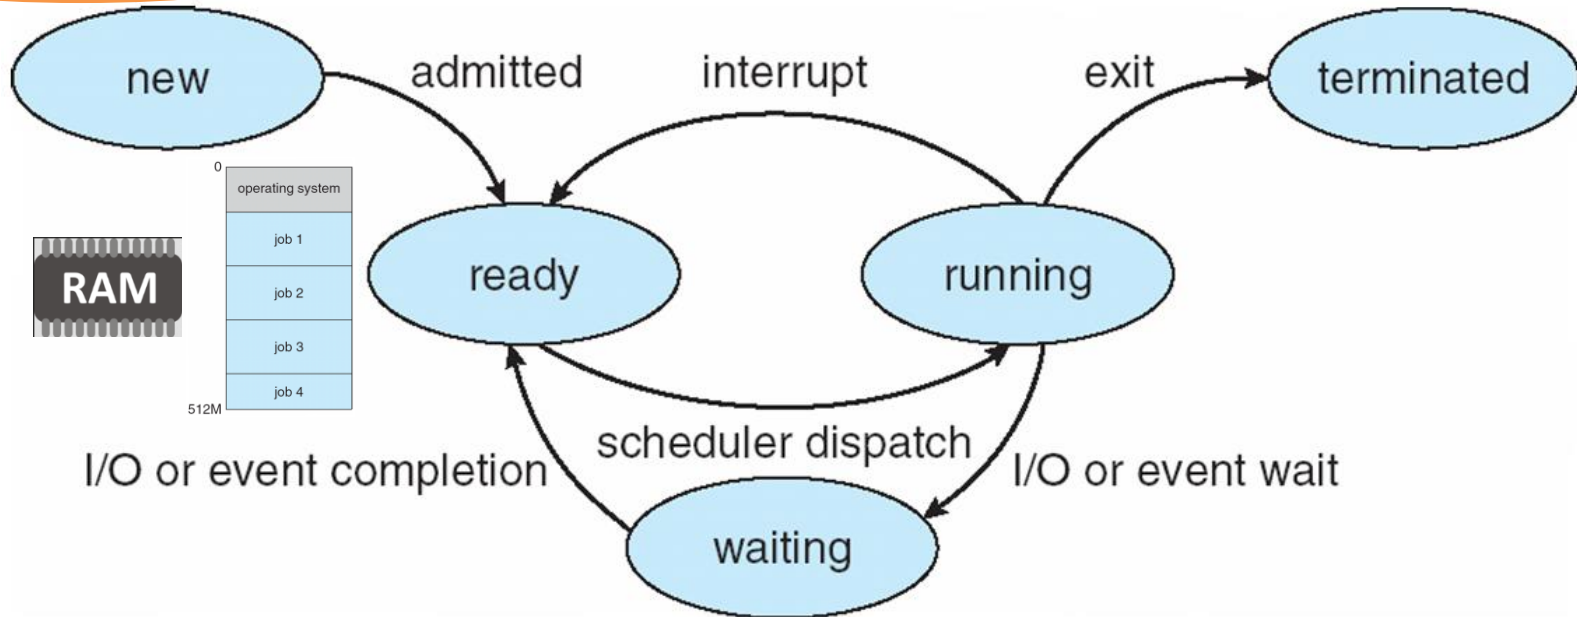 new
admitted
interrupt
exit
terminated
0
operating system
job 1
RAM
job 2
job 3
job 4
512M
ready
running
scheduler dispatch
I/O or event completion
I/O or event wait
waiting